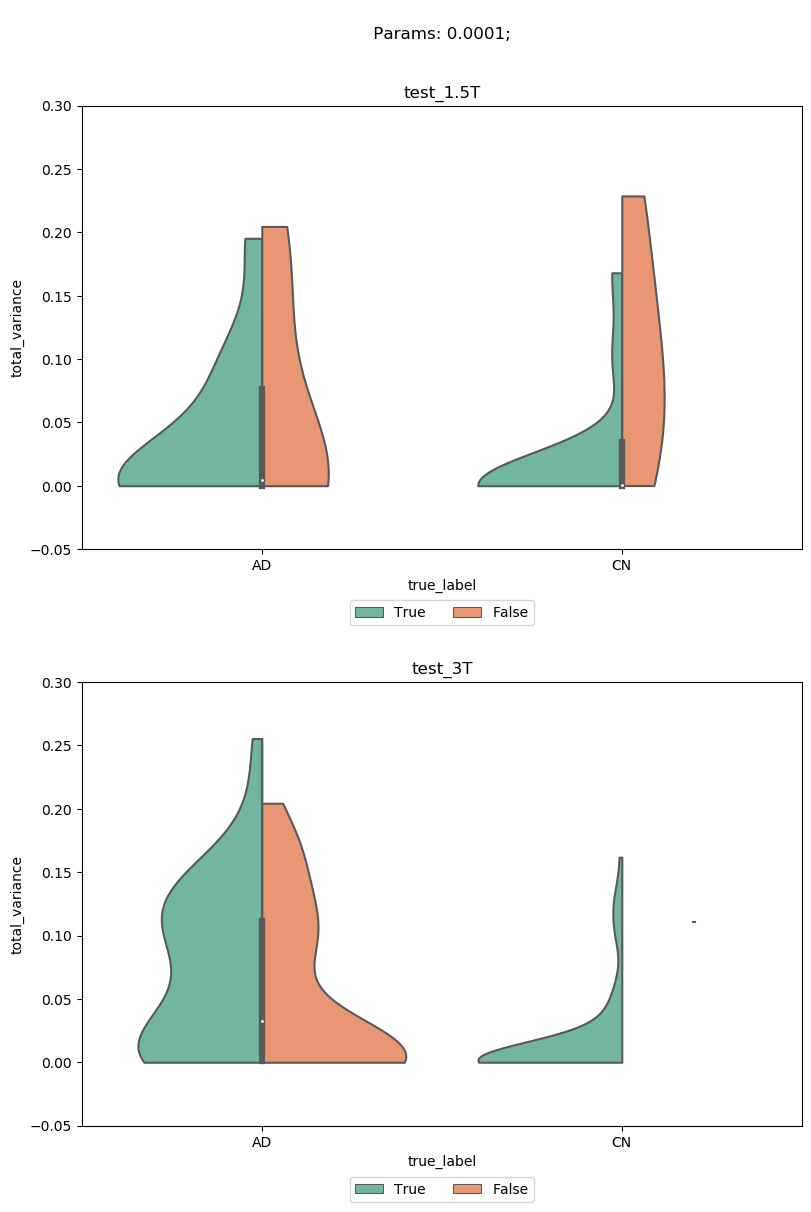 Params: 0.0001;
test_1.5T
0.30
0.25
0.20
0.15
0.10
0.05
0.00
−0.05
total_variance
AD CN
true_label
True False
test_3T
0.30
0.25
0.20
0.15
0.10
0.05
0.00
−0.05
total_variance
AD CN
true_label
True False